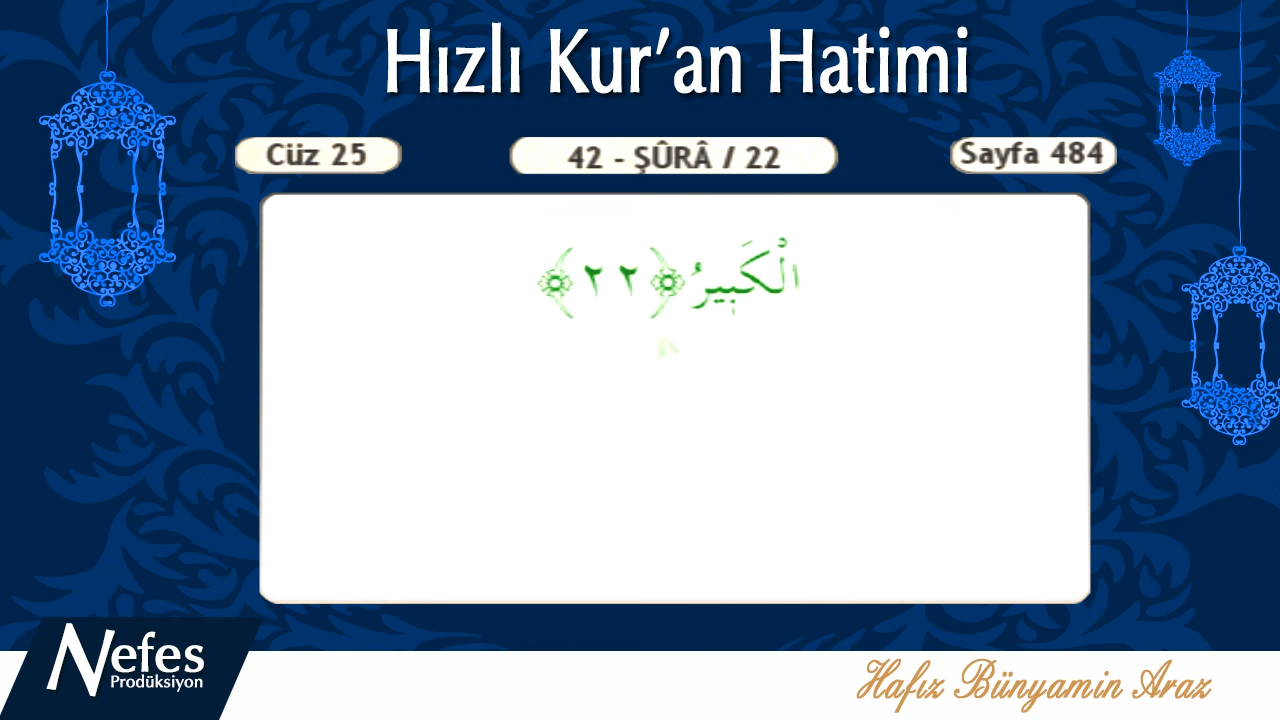 Hızlı Kur'an Hatimi
Cüz 25
42 - ŞÛRÂ / 22
Sayfa 484
الْكَبِيرُ ﴿٢٢﴾
Nefes
Prodüksiyon
Hafız Bünyamin Araz